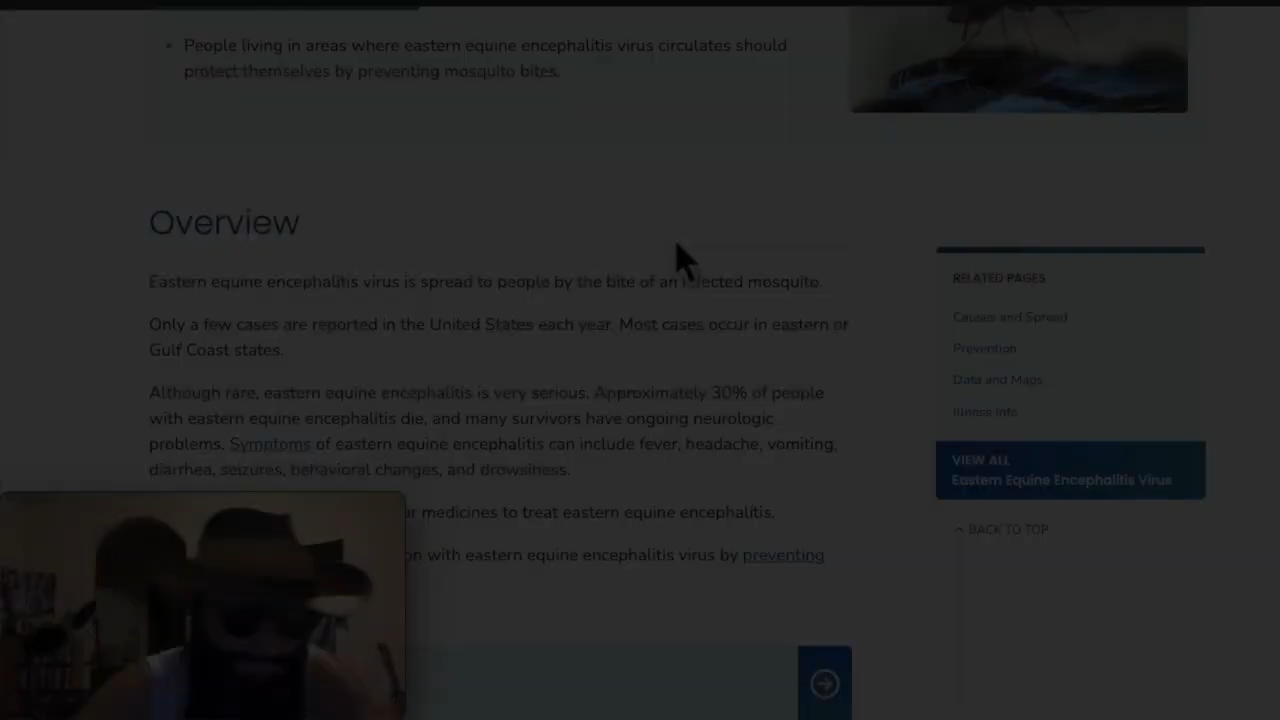 People living in areas where eastern equine encephalitis virus circulates should
protect themselves by preventing mosquito bites.
Overview
Eastern equine encephalitis virus is spread to people by the bite of an infected mosquito.
Only a few cases are reported in the United States each year. Most cases occur in eastern or
Gulf Coast states.
Although rare, eastern equine encephalitis is very serious. Approximately 30% of people
with eastern equine encephalitis die, and many survivors have ongoing neurologic
problems. Symptoms of eastern equine encephalitis can include fever, headache, vomiting,
diarrhea, seizures, behavioral changes, and drowsiness.
medicines to treat eastern equine encephalitis.
with eastern equine encephalitis virus by preventing
RELATED PAGES
Causes and Spread
Prevention
Data and Maps
Illness Info
VIEW ALL
Eastern Equine Encephalitis Virus
BACK TO TOP